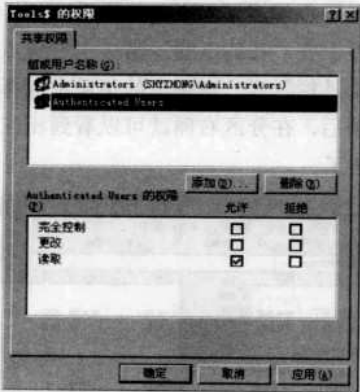 Tools$ 的权限
共享权限
组或用户名称(G):
Administrators (SHYZMONG\Administrators)
Authenticated Users
添加(D)...
删除(R)
Authenticated Users 的权限
(P)
允许
拒绝
完全控制
更改
读取
确定
取消
应用(A)